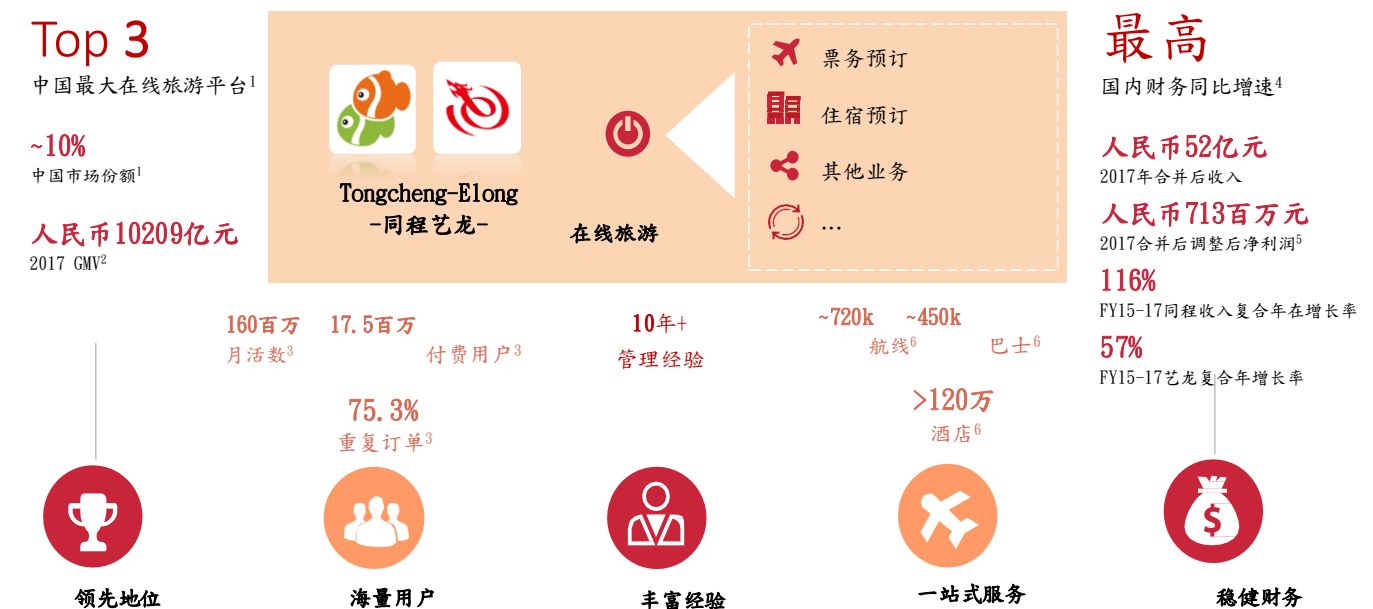 Top 3
中国最大在线旅游平台1
~10%
中国市场份额1
人民币10209亿元
2017 GMV2
Tongcheng-Elong
-同程艺龙-
在线旅游
票务预订
住宿预订
其他业务
...
最高
国内财务同比增速4
人民币52亿元
2017年合并后收入
人民币713百万元
2017合并后调整后净利润5
116%
FY15-17同程收入复合年在增长率
57%
FY15-17艺龙复合年增长率
160百万 17.5百万
月活数3 付费用户3
75.3%
重复订单3
10年+
管理经验
~720k ~450k
航线6 巴士6
>120万
酒店6
$
领先地位
海量用户
丰富经验
一站式服务
稳健财务